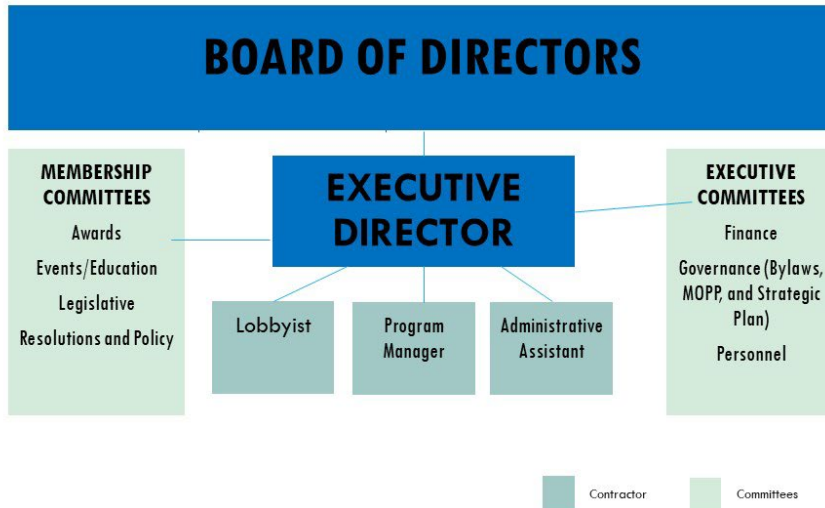 BOARD OF DIRECTORS
MEMBERSHIP
COMMITTEES
Awards
Events/Education
Legislative
Resolutions and Policy
EXECUTIVE
DIRECTOR
EXECUTIVE
COMMITTEES
Finance
Governance (Bylaws,
MOPP, and Strategic
Plan)
Personnel
Lobbyist
Program
Manager
Administrative
Assistant
Contractor
Committees